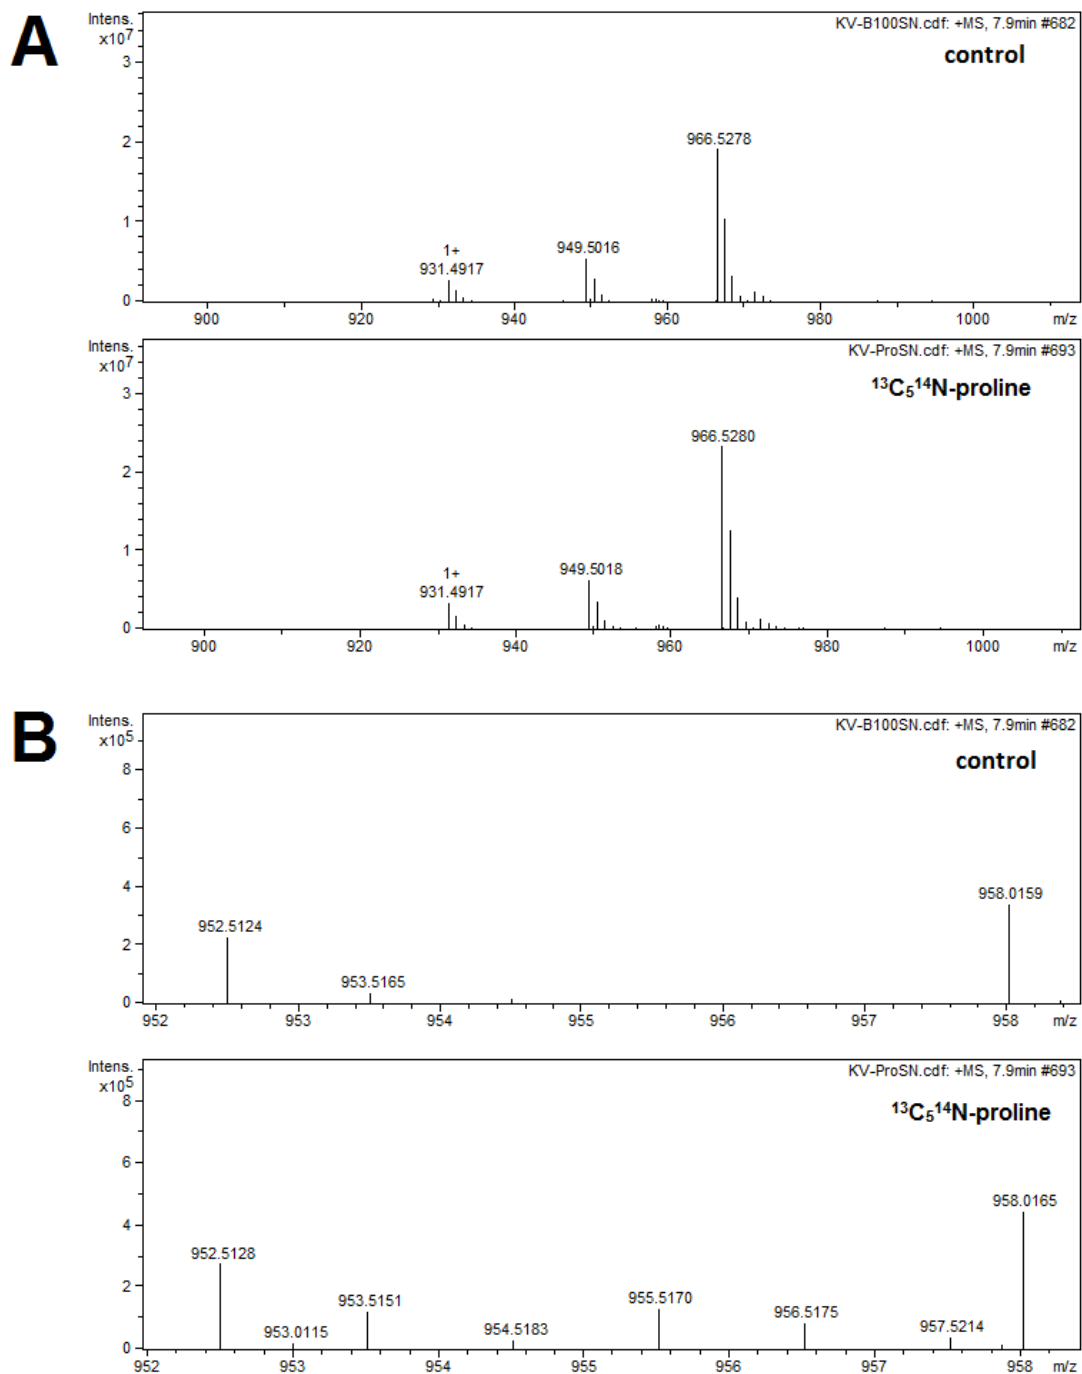 A
Intens.
x10⁷
KV-B100SN.cdf: +MS, 7.9min #682
control
3
2
1
0
966.5278
949.5016
1+
931.4917
900 920 940 960 980 1000 m/z
Intens.
x10⁷
KV-ProSN.cdf: +MS, 7.9min #693
¹³C₅¹⁴N-proline
3
2
1
0
966.5280
949.5018
1+
931.4917
900 920 940 960 980 1000 m/z
B
Intens.
x10⁵
KV-B100SN.cdf: +MS, 7.9min #682
control
8
6
4
2
0
958.0159
952.5124
953.5165
952 953 954 955 956 957 958 m/z
Intens.
x10⁵
KV-ProSN.cdf: +MS, 7.9min #693
¹³C₅¹⁴N-proline
8
6
4
2
0
958.0165
952.5128
953.0115
953.5151
954.5183
955.5170
956.5175
957.5214
952 953 954 955 956 957 958 m/z